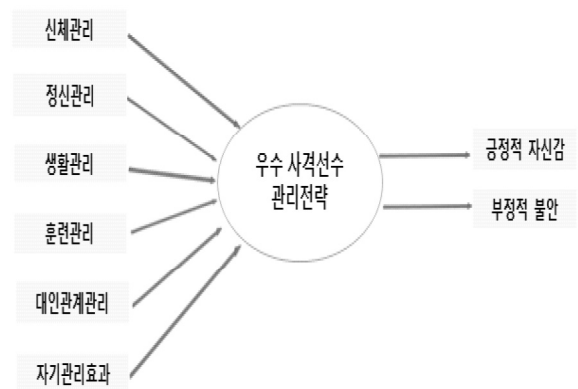 신체관리
정신관리
생활관리
훈련관리
대인관계관리
자기관리효과
우수 사격선수
관리전략
긍정적 자신감
부정적 불안